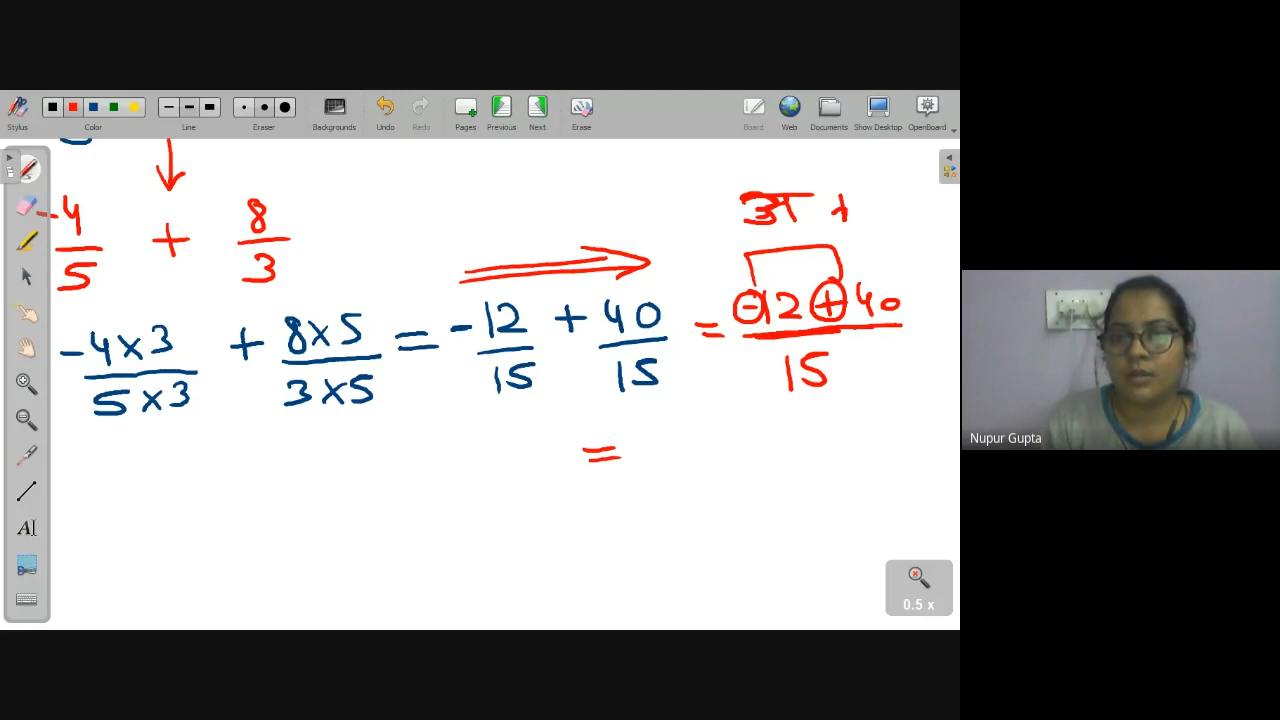 Stylus Color Line Eraser Backgrounds Undo Redo Pages Previous Next Erase Board Web Documents Show Desktop OpenBoard
-4/5 + 8/3
-4×3/5×3 + 8×5/3×5 = -12/15 + 40/15 = -12+40/15
=
+
Nupur Gupta
0.5 x